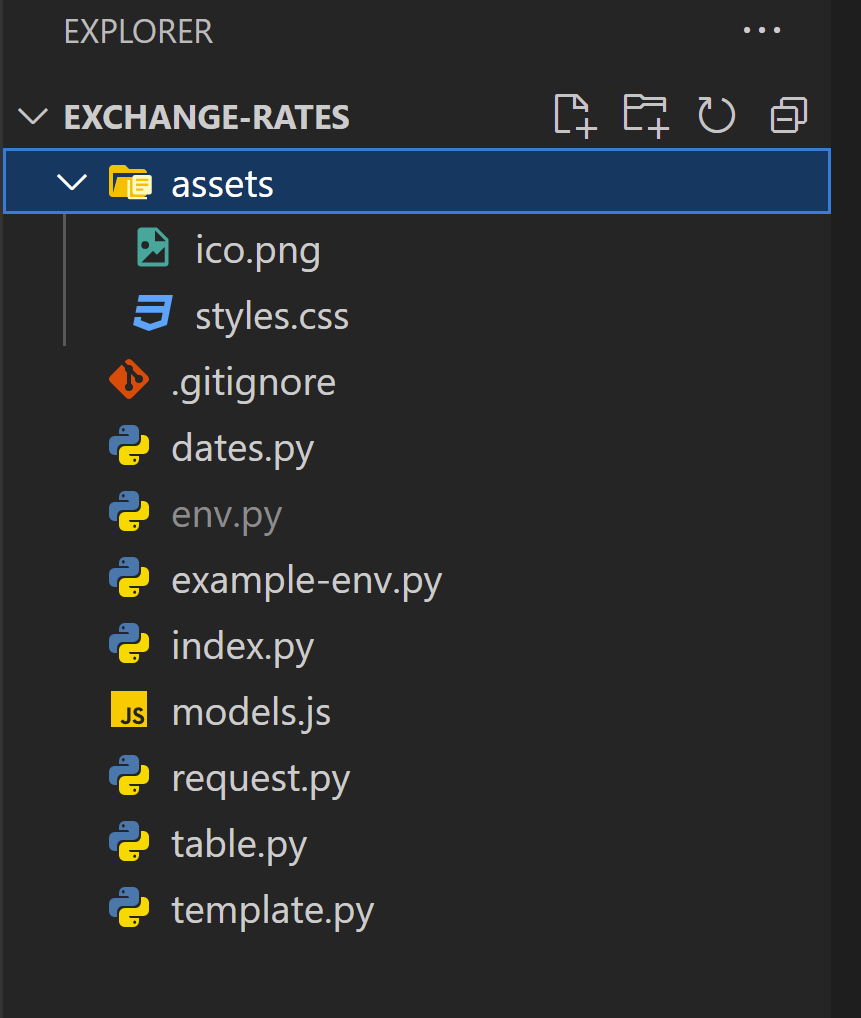 EXPLORER
EXCHANGE-RATES
assets
ico.png
styles.css
.gitignore
dates.py
env.py
example-env.py
index.py
JS models.js
request.py
table.py
template.py